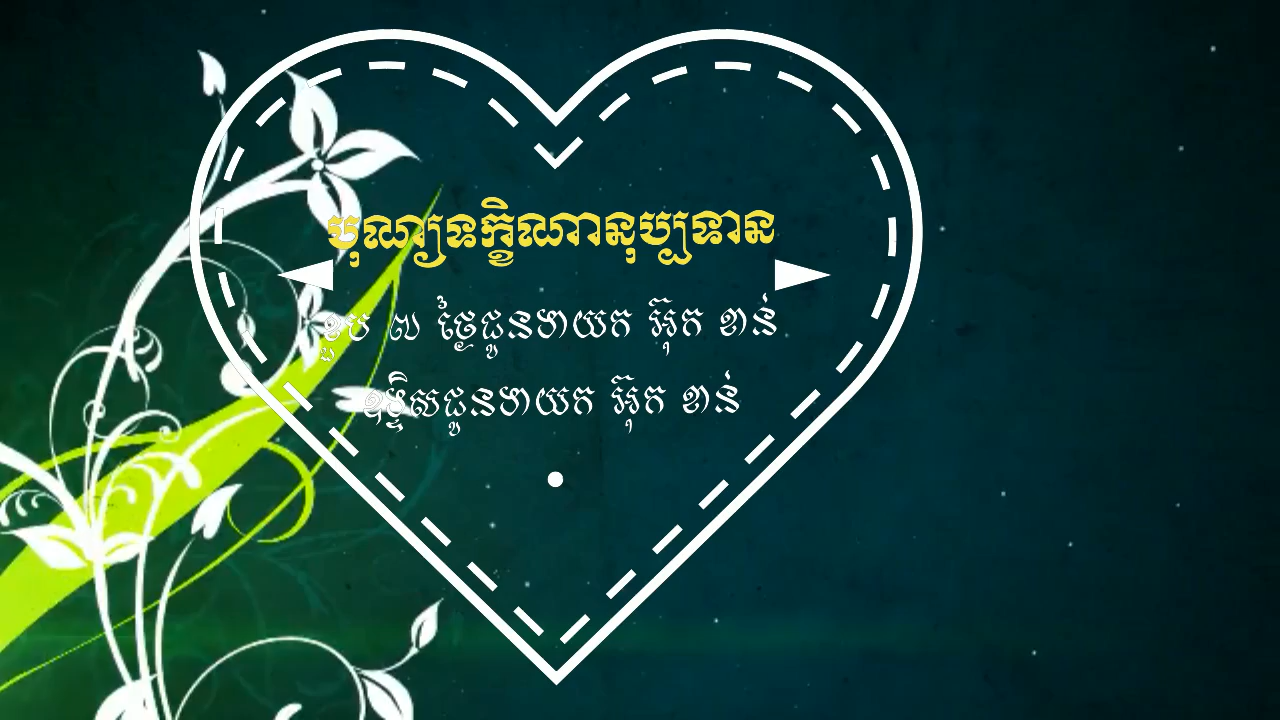 បុណ្យទក្ខិណានុប្បទាន
ខួប ៧ ថ្ងៃជូនឧបាសក អ៊ុក ខាន់
ឧទ្ទិសជូនឧបាសក អ៊ុក ខាន់